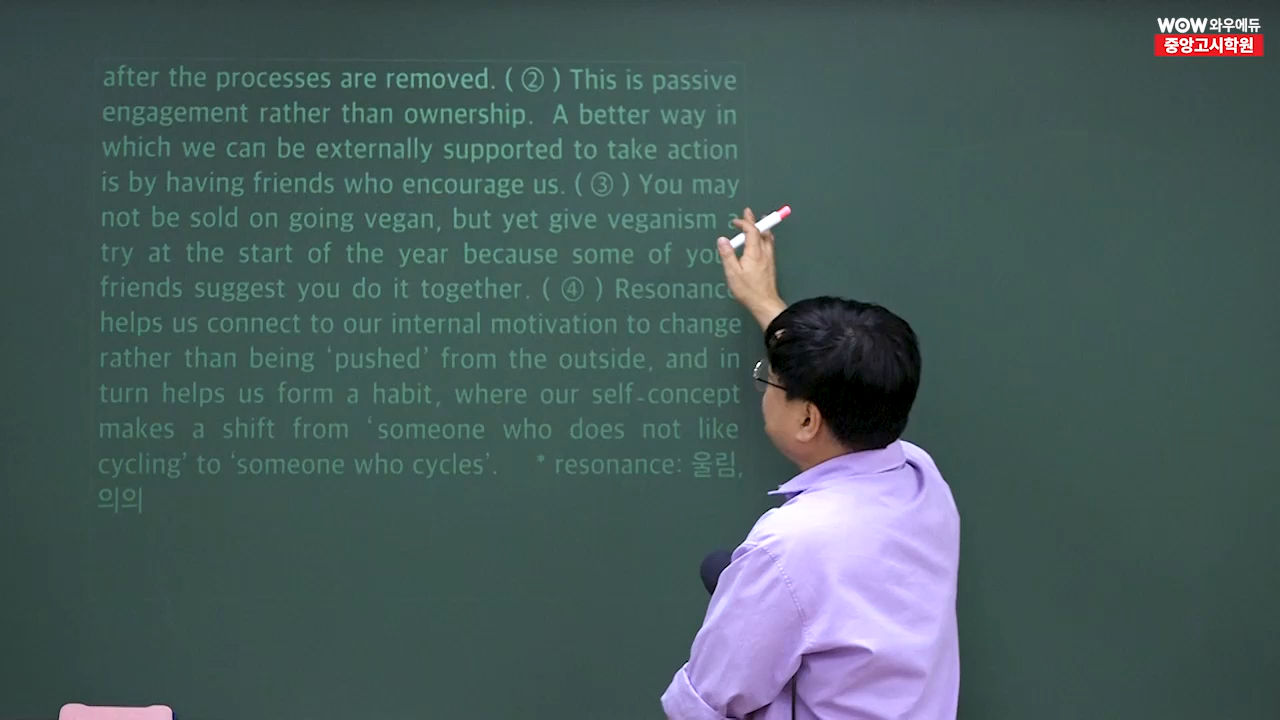 WOW와우에듀
중앙고시학원
after the processes are removed. ( ② ) This is passive
engagement rather than ownership. A better way in
which we can be externally supported to take action
is by having friends who encourage us. ( ③ ) You may
not be sold on going vegan, but yet give veganism a
try at the start of the year because some of you
friends suggest you do it together. ( ④ ) Resonance
helps us connect to our internal motivation to change
rather than being ‘pushed’ from the outside, and in
turn helps us form a habit, where our self-concept
makes a shift from ‘someone who does not like
cycling’ to ‘someone who cycles’. * resonance: 울림,
의의